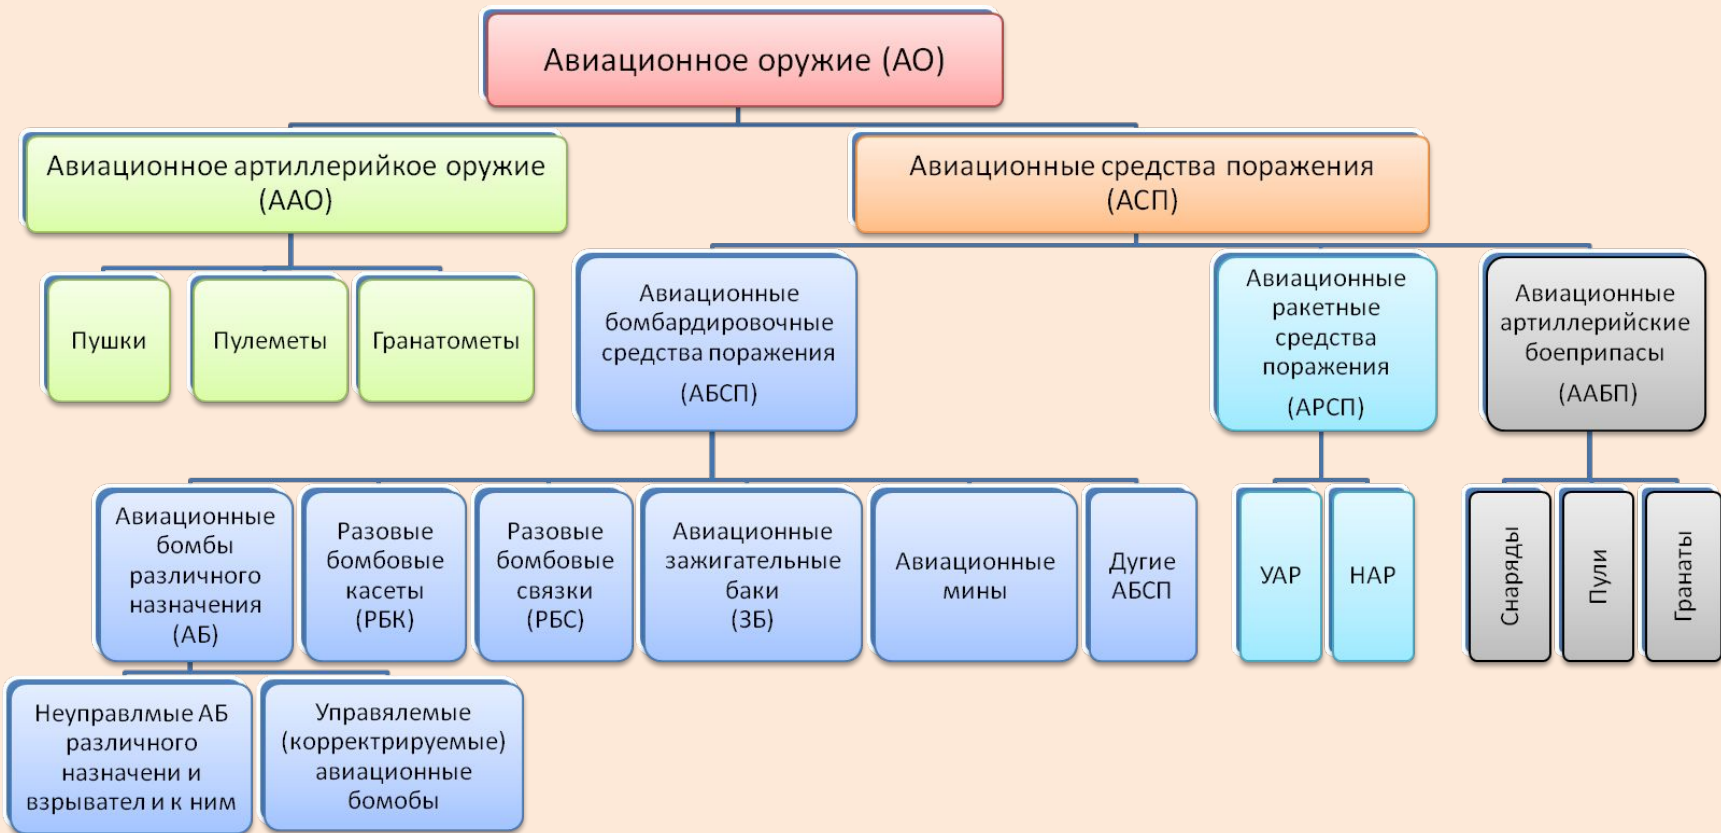 Авиационное оружие (АО)
Авиационное артиллерийкое оружие
(ААО)
Авиационные средства поражения
(АСП)
Пушки
Пулеметы
Гранатометы
Авиационные
бомбардировочные
средства поражения
(АБСП)
Авиационные
ракетные
средства
поражения
(АРСП)
Авиационные
артиллерийские
боеприпасы
(ААБП)
Авиационные
бомбы
различного
назначения
(АБ)
Разовые
бомбовые
касеты
(РБК)
Разовые
бомбовые
связки
(РБС)
Авиационные
зажигательные
баки
(ЗБ)
Авиационные
мины
Дугие
АБСП
УАР
НАР
Снаряды
Пули
Гранаты
Неуправлмые АБ
различного
назначени и
взрывател и к ним
Управялемые
(корректрируемые)
авиационные
бомобы